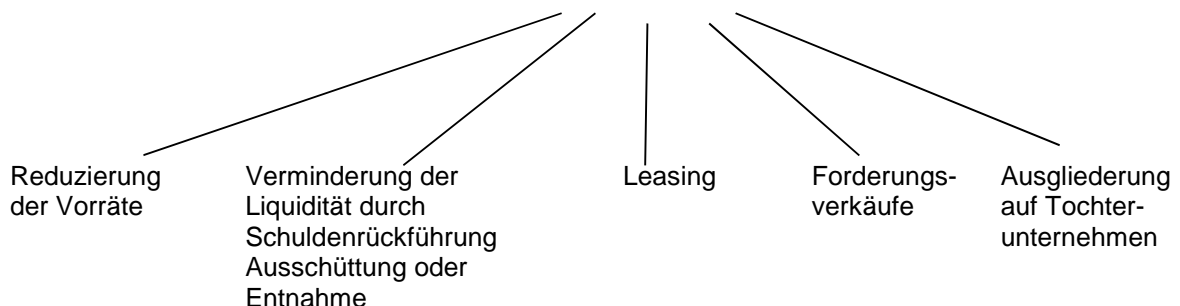 Reduzierung
der Vorräte
Verminderung der
Liquidität durch
Schuldenrückführung
Ausschüttung oder
Entnahme
Leasing
Forderungs-
verkäufe
Ausgliederung
auf Tochter-
unternehmen